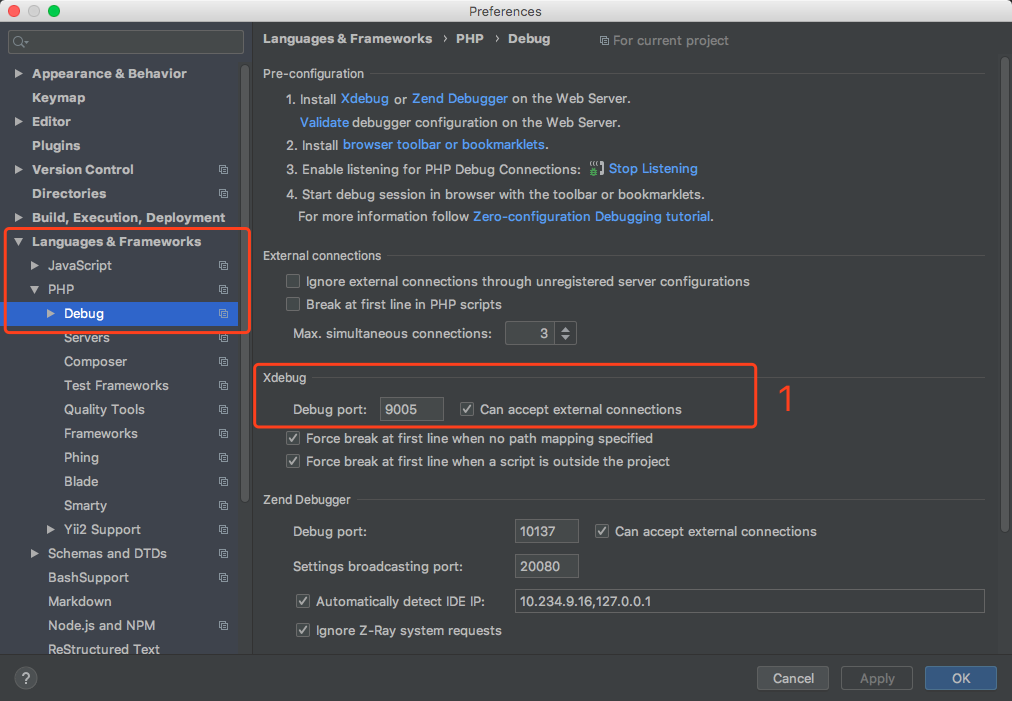 Preferences
Languages & Frameworks › PHP › Debug For current project
Appearance & Behavior
Keymap
Editor
Plugins
Version Control
Directories
Build, Execution, Deployment
Languages & Frameworks
JavaScript
PHP
Debug
Servers
Composer
Test Frameworks
Quality Tools
Frameworks
Phing
Blade
Smarty
Yii2 Support
Schemas and DTDs
BashSupport
Markdown
Node.js and NPM
ReStructured Text
Pre-configuration
1. Install Xdebug or Zend Debugger on the Web Server.
Validate debugger configuration on the Web Server.
2. Install browser toolbar or bookmarklets.
3. Enable listening for PHP Debug Connections: Stop Listening
4. Start debug session in browser with the toolbar or bookmarklets.
For more information follow Zero-configuration Debugging tutorial.
External connections
Ignore external connections through unregistered server configurations
Break at first line in PHP scripts
Max. simultaneous connections: 3
Xdebug
Debug port: 9005 Can accept external connections
1
Force break at first line when no path mapping specified
Force break at first line when a script is outside the project
Zend Debugger
Debug port: 10137 Can accept external connections
Settings broadcasting port: 20080
Automatically detect IDE IP: 10.234.9.16,127.0.0.1
Ignore Z-Ray system requests
? Cancel Apply OK